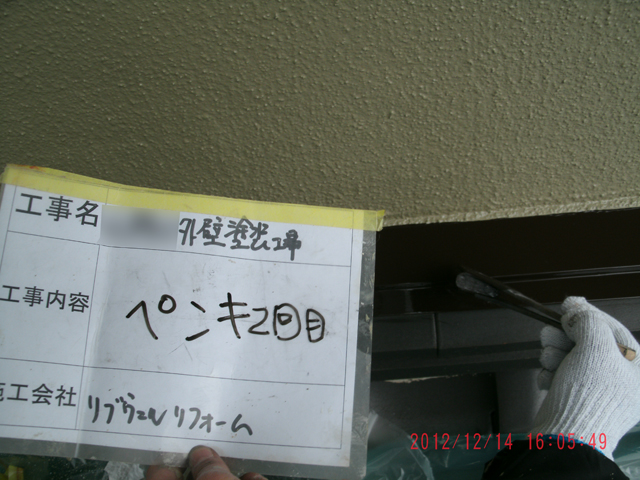 工事名 外壁塗装工事
工事内容 ペンキ2回目
施工会社 リブウェルリフォーム
2012/12/14 16:05:49